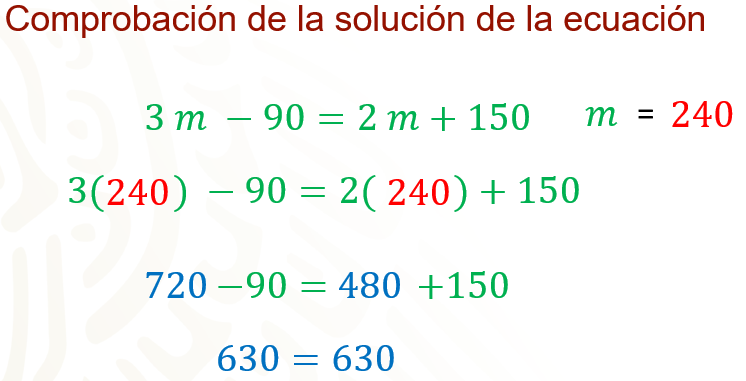 Comprobación de la solución de la ecuación
3 m − 90 = 2 m + 150 m = 240
3(240) − 90 = 2( 240) + 150
720 −90 = 480 +150
630 = 630